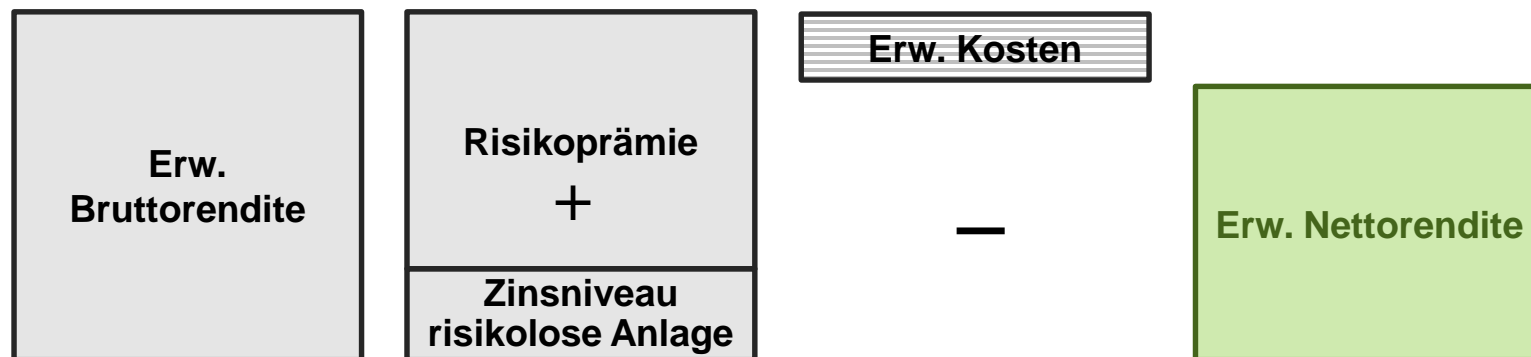 Erw.
Bruttorendite
Risikoprämie
+
Zinsniveau
risikolose Anlage
Erw. Kosten
–
Erw. Nettorendite